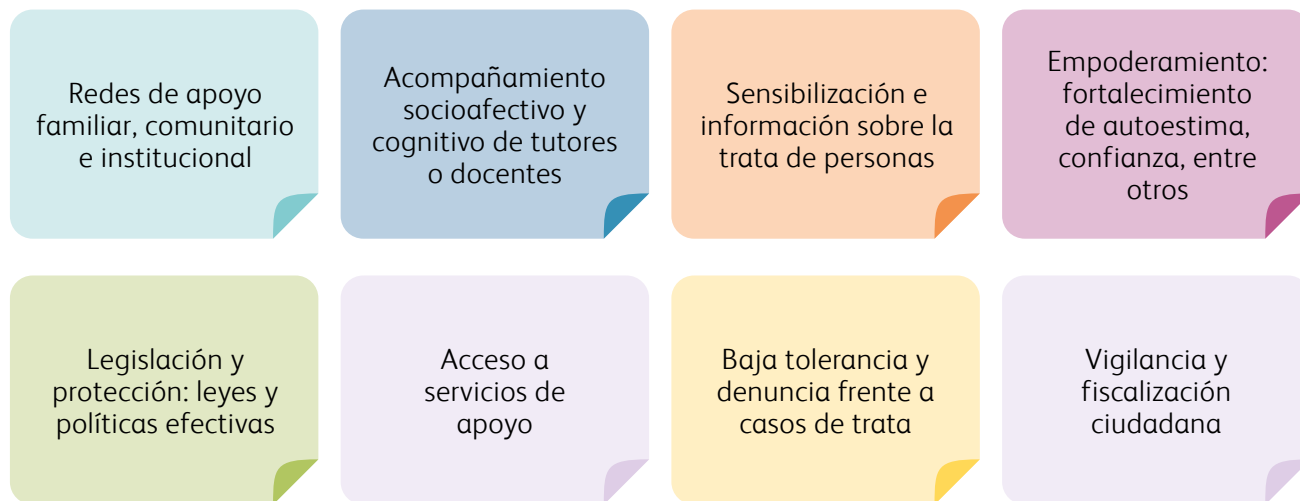 Redes de apoyo
familiar, comunitario
e institucional
Acompañamiento
socioafectivo y
cognitivo de tutores
o docentes
Sensibilización e
información sobre la
trata de personas
Empoderamiento:
fortalecimiento
de autoestima,
confianza, entre
otros
Legislación y
protección: leyes y
políticas efectivas
Acceso a
servicios de
apoyo
Baja tolerancia y
denuncia frente a
casos de trata
Vigilancia y
fiscalización
ciudadana